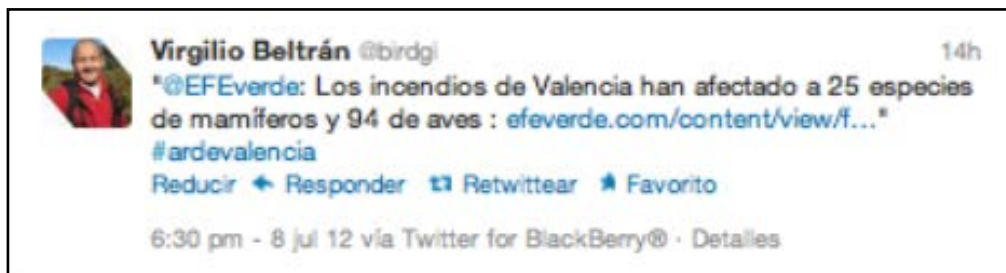 Virgilio Beltrán @birdgi 14h
"@EFEverde: Los incendios de Valencia han afectado a 25 especies
de mamíferos y 94 de aves : efeverde.com/content/view/f…"
#ardevalencia
Reducir Responder Retwittear Favorito
6:30 pm - 8 jul 12 vía Twitter for BlackBerry® · Detalles